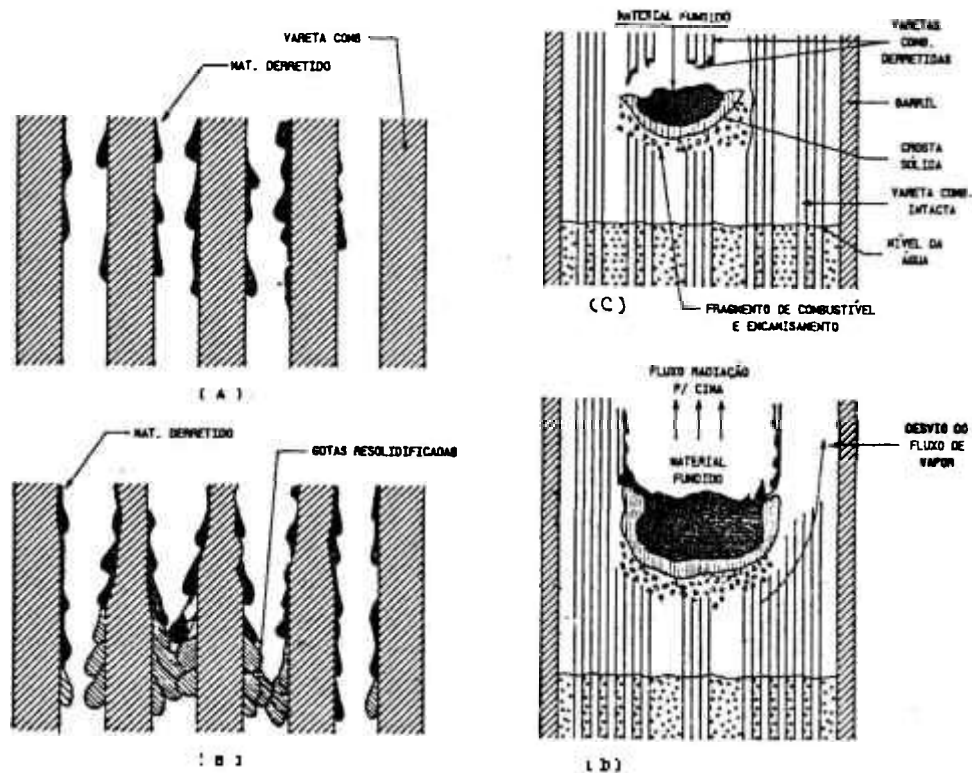 VARETA COMB
MAT. DERRETIDO
(A)
MAT. DERRETIDO
GOTAS RESOLIDIFICADAS
(B)
MATERIAL FUNDIDO
VARETAS
COMB.
DERRETIDAS
BARRIL
CROSTA
SÓLIDA
VARETA COMB.
INTACTA
NÍVEL DA
ÁGUA
(C)
FRAGMENTO DE COMBUSTÍVEL
E ENCAMISAMENTO
FLUXO RADIAÇÃO
P/ CIMA
MATERIAL
FUNDIDO
DESVIO DO
FLUXO DE
VAPOR
(D)